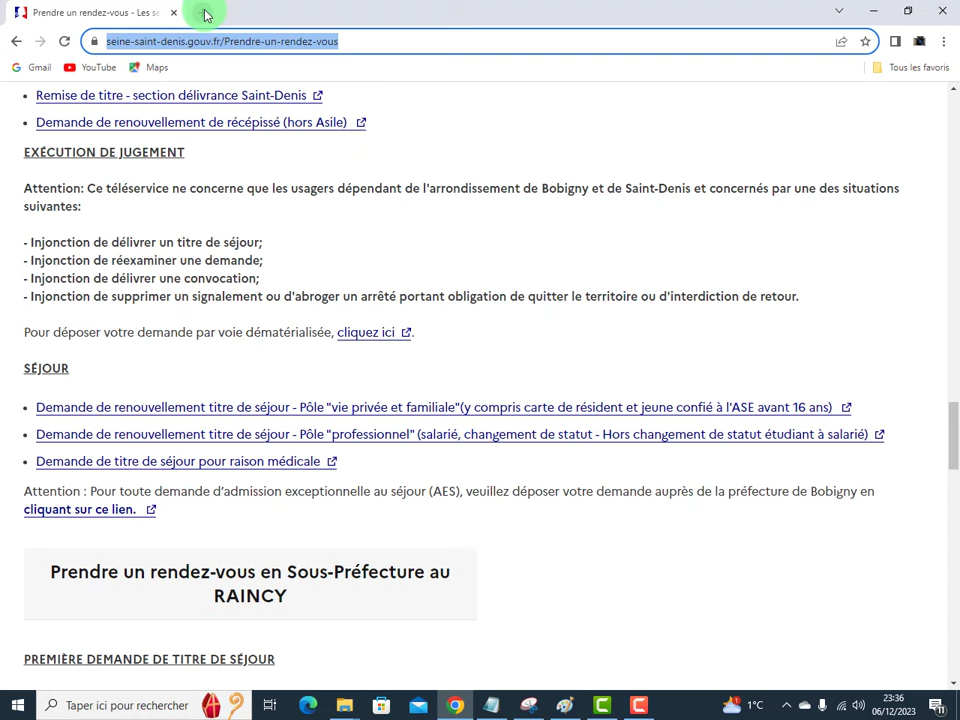 Prendre un rendez-vous - Les se
seine-saint-denis.gouv.fr/Prendre-un-rendez-vous
Gmail YouTube Maps Tous les favoris
Remise de titre - section délivrance Saint-Denis
Demande de renouvellement de récépissé (hors Asile)
EXÉCUTION DE JUGEMENT
Attention: Ce téléservice ne concerne que les usagers dépendant de l'arrondissement de Bobigny et de Saint-Denis et concernés par une des situations
suivantes:
- Injonction de délivrer un titre de séjour;
- Injonction de réexaminer une demande;
- Injonction de délivrer une convocation;
- Injonction de supprimer un signalement ou d'abroger un arrêté portant obligation de quitter le territoire ou d'interdiction de retour.
Pour déposer votre demande par voie dématérialisée, cliquez ici.
SÉJOUR
Demande de renouvellement titre de séjour - Pôle "vie privée et familiale"(y compris carte de résident et jeune confié à l'ASE avant 16 ans)
Demande de renouvellement titre de séjour - Pôle "professionnel" (salarié, changement de statut - Hors changement de statut étudiant à salarié)
Demande de titre de séjour pour raison médicale
Attention : Pour toute demande d’admission exceptionnelle au séjour (AES), veuillez déposer votre demande auprès de la préfecture de Bobigny en
cliquant sur ce lien.
Prendre un rendez-vous en Sous-Préfecture au
RAINCY
PREMIÈRE DEMANDE DE TITRE DE SÉJOUR
Taper ici pour rechercher
1°C
23:36
06/12/2023
11